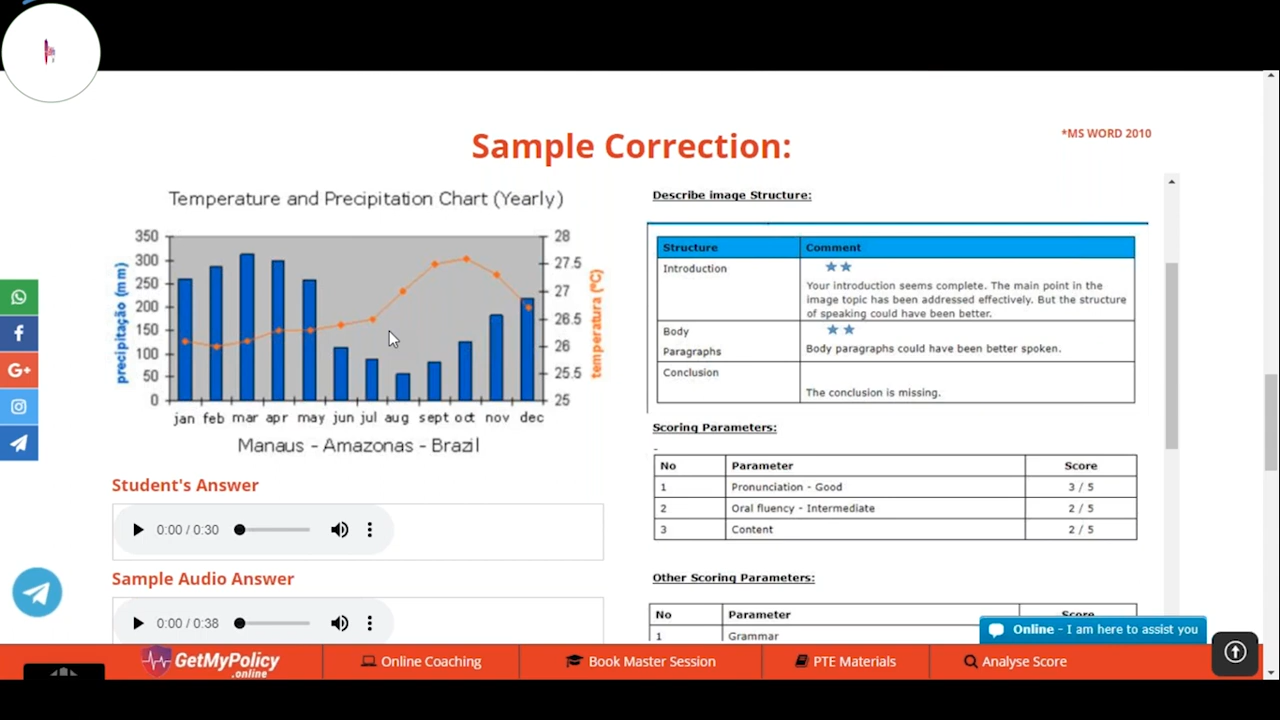 Sample Correction:
*MS WORD 2010
Temperature and Precipitation Chart (Yearly)
precipitação (mm)
350
300
250
200
150
100
50
0
28
27.5
27
26.5
26
25.5
25
temperatura (ºC)
jan feb mar apr may jun jul aug sept oct nov dec
Manaus - Amazonas - Brazil
Student's Answer
0:00 / 0:30
Sample Audio Answer
0:00 / 0:38
Describe image Structure:
Structure Comment
Introduction
Your introduction seems complete. The main point in the
image topic has been addressed effectively. But the structure
of speaking could have been better.
Body
Paragraphs
Body paragraphs could have been better spoken.
Conclusion
The conclusion is missing.
Scoring Parameters:
No Parameter Score
1 Pronunciation - Good 3 / 5
2 Oral fluency - Intermediate 2 / 5
3 Content 2 / 5
Other Scoring Parameters:
No Parameter Score
1 Grammar
Online - I am here to assist you
GetMyPolicy
.online
Online Coaching
Book Master Session
PTE Materials
Analyse Score